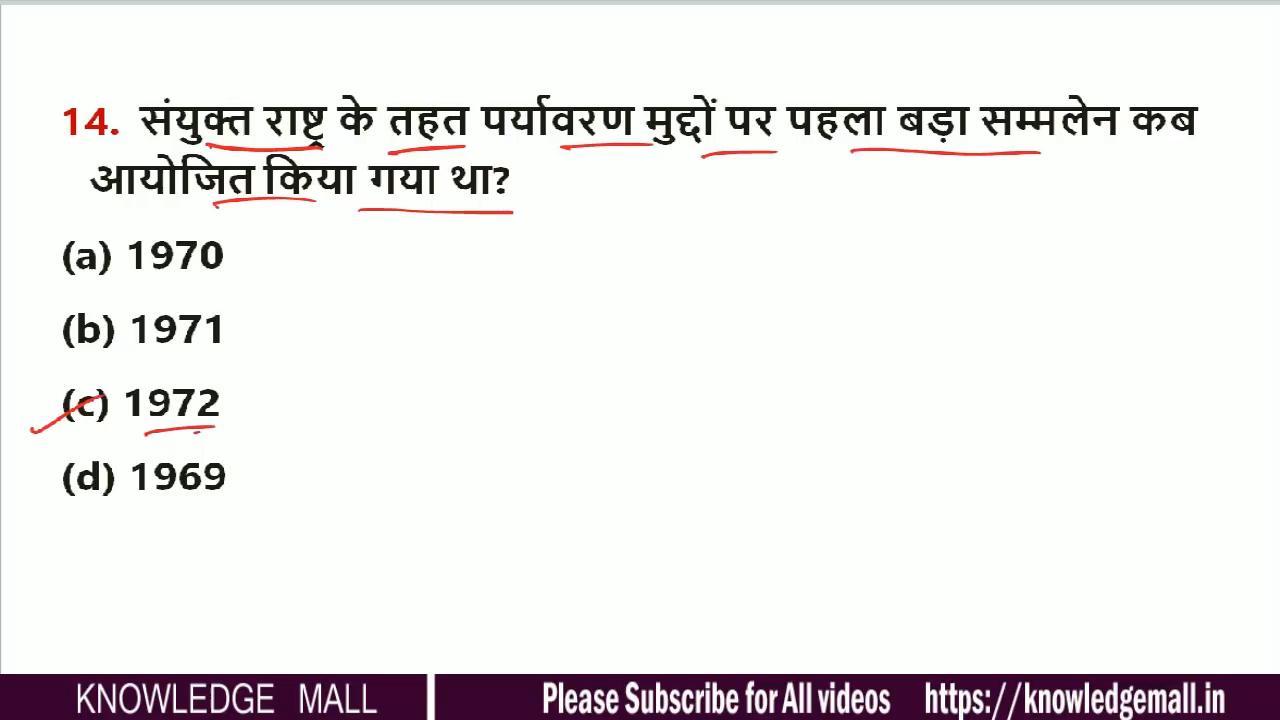 14. संयुक्त राष्ट्र के तहत पर्यावरण मुद्दों पर पहला बड़ा सम्मलेन कब
आयोजित किया गया था?
(a) 1970
(b) 1971
(c) 1972
(d) 1969
KNOWLEDGE MALL Please Subscribe for All videos https://knowledgemall.in